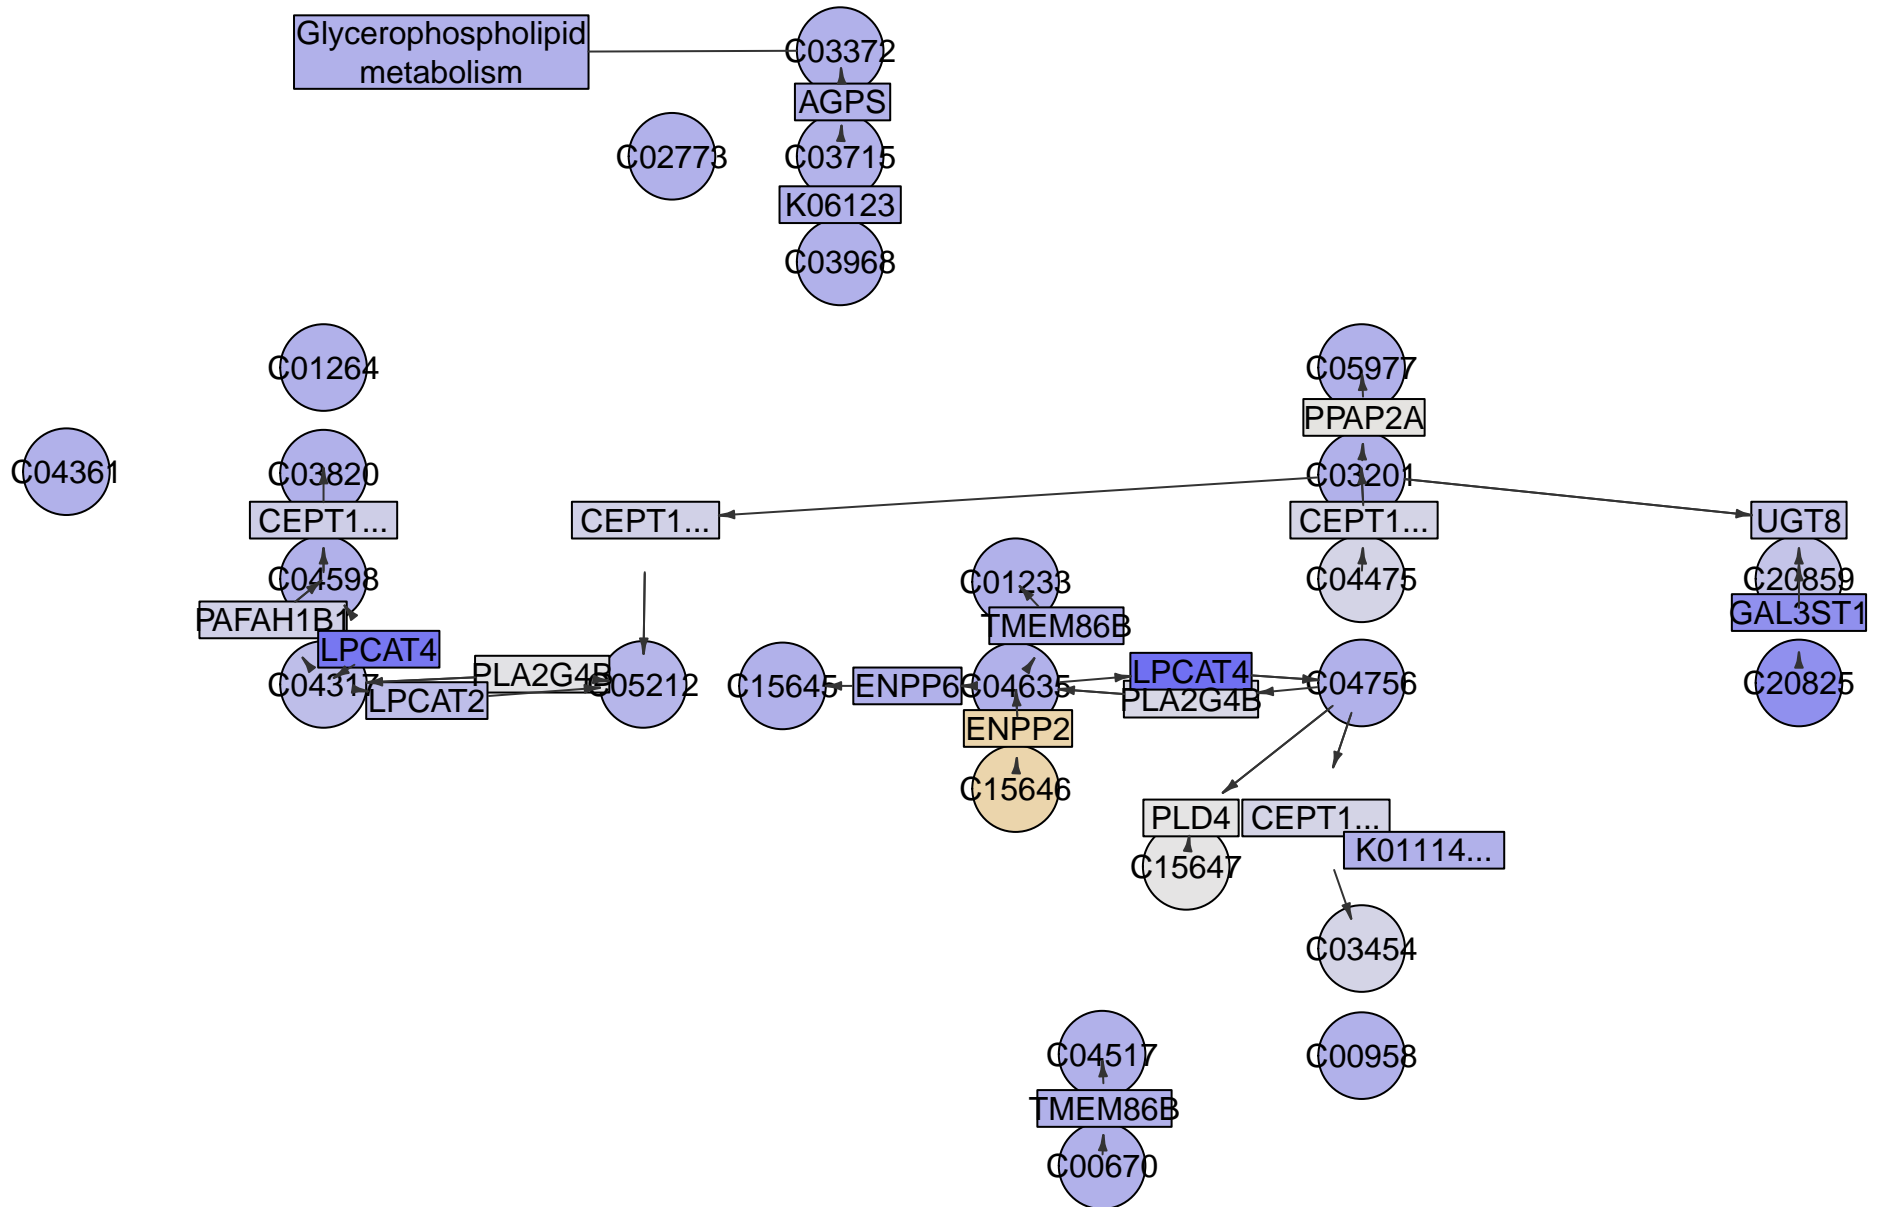 Glycerophospholipid
metabolism
C03372
AGPS
C02773
C03715
K06123
C03968
C01264
C05977
PPAP2A
C04361
C03820
C03201
CEPT1...
CEPT1...
CEPT1...
UGT8
C04598
C01233
C04475
C20859
PAFAH1B1
TMEM86B
GAL3ST1
LPCAT4
PLA2G4B
LPCAT4
C04317
LPCAT2
C05212
C15645
ENPP6
C04635
PLA2G4B
C04756
C20825
ENPP2
C15646
PLD4
CEPT1...
K01114...
C15647
C03454
C04517
C00958
TMEM86B
C00670